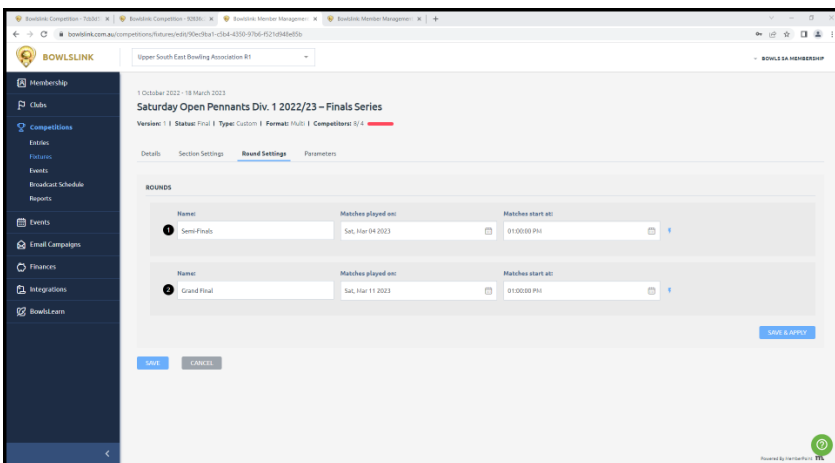 Bowlslink Competition - 7cb3d5
Bowlslink Competition - 92836
Bowlslink Member Management
Bowlslink Member Management
bowlslink.com.au/competitions/fixtures/edit/90ec9ba1-c5b4-4350-97b6-f521d948e85b
BOWLSLINK
Upper South East Bowling Association R1
BOWLS SA MEMBERSHIP
Membership
Clubs
Competitions
Entries
Fixtures
Events
Broadcast Schedule
Reports
Events
Email Campaigns
Finances
Integrations
BowlsLearn
1 October 2022 - 18 March 2023
Saturday Open Pennants Div. 1 2022/23 – Finals Series
Version: 1 | Status: Final | Type: Custom | Format: Multi | Competitors: 8/4
Details Section Settings Round Settings Parameters
ROUNDS
Name: Matches played on: Matches start at:
1 Semi-Finals Sat, Mar 04 2023 01:00:00 PM
Name: Matches played on: Matches start at:
2 Grand Final Sat, Mar 11 2023 01:00:00 PM
SAVE & APPLY
SAVE CANCEL
Powered by